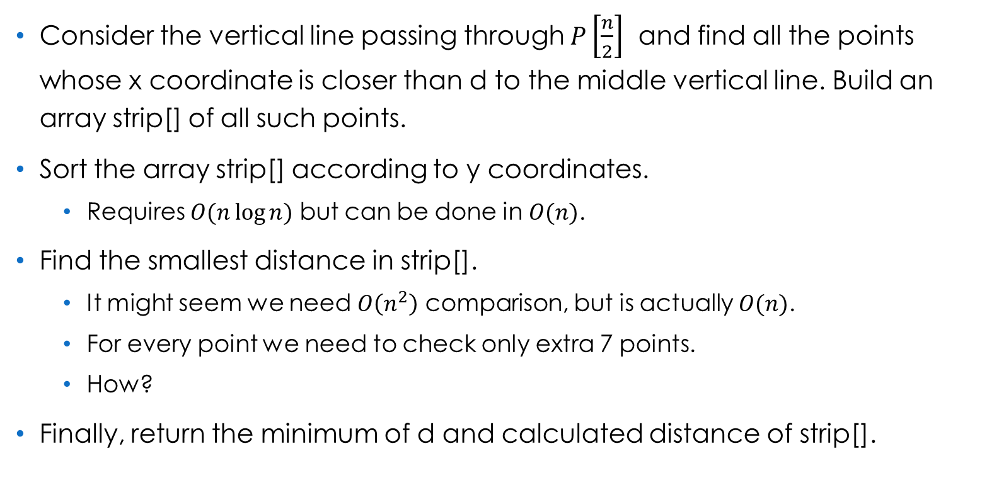 • Consider the vertical line passing through P[n/2] and find all the points
whose x coordinate is closer than d to the middle vertical line. Build an
array strip[] of all such points.
• Sort the array strip[] according to y coordinates.
• Requires O(n log n) but can be done in O(n).
• Find the smallest distance in strip[].
• It might seem we need O(n²) comparison, but is actually O(n).
• For every point we need to check only extra 7 points.
• How?
• Finally, return the minimum of d and calculated distance of strip[].